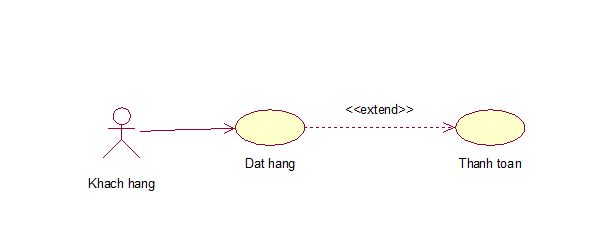 <<extend>>
Dat hang
Thanh toan
Khach hang